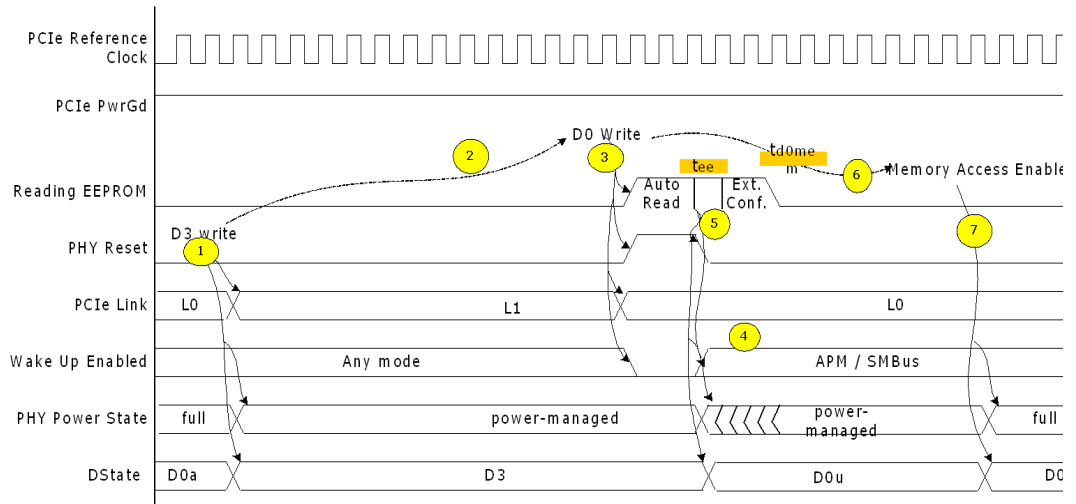 PCIe Reference
Clock
PCIe PwrGd
D0 Write
2
3
tee
td0me
m
6
Memory Access Enable
Reading EEPROM
Auto
Read
Ext.
Conf.
5
7
D3 write
1
PHY Reset
PCIe Link
L0
L1
L0
4
Wake Up Enabled
Any mode
APM / SMBus
PHY Power State
full
power-managed
power-
managed
full
DState
D0a
D3
D0u
D0